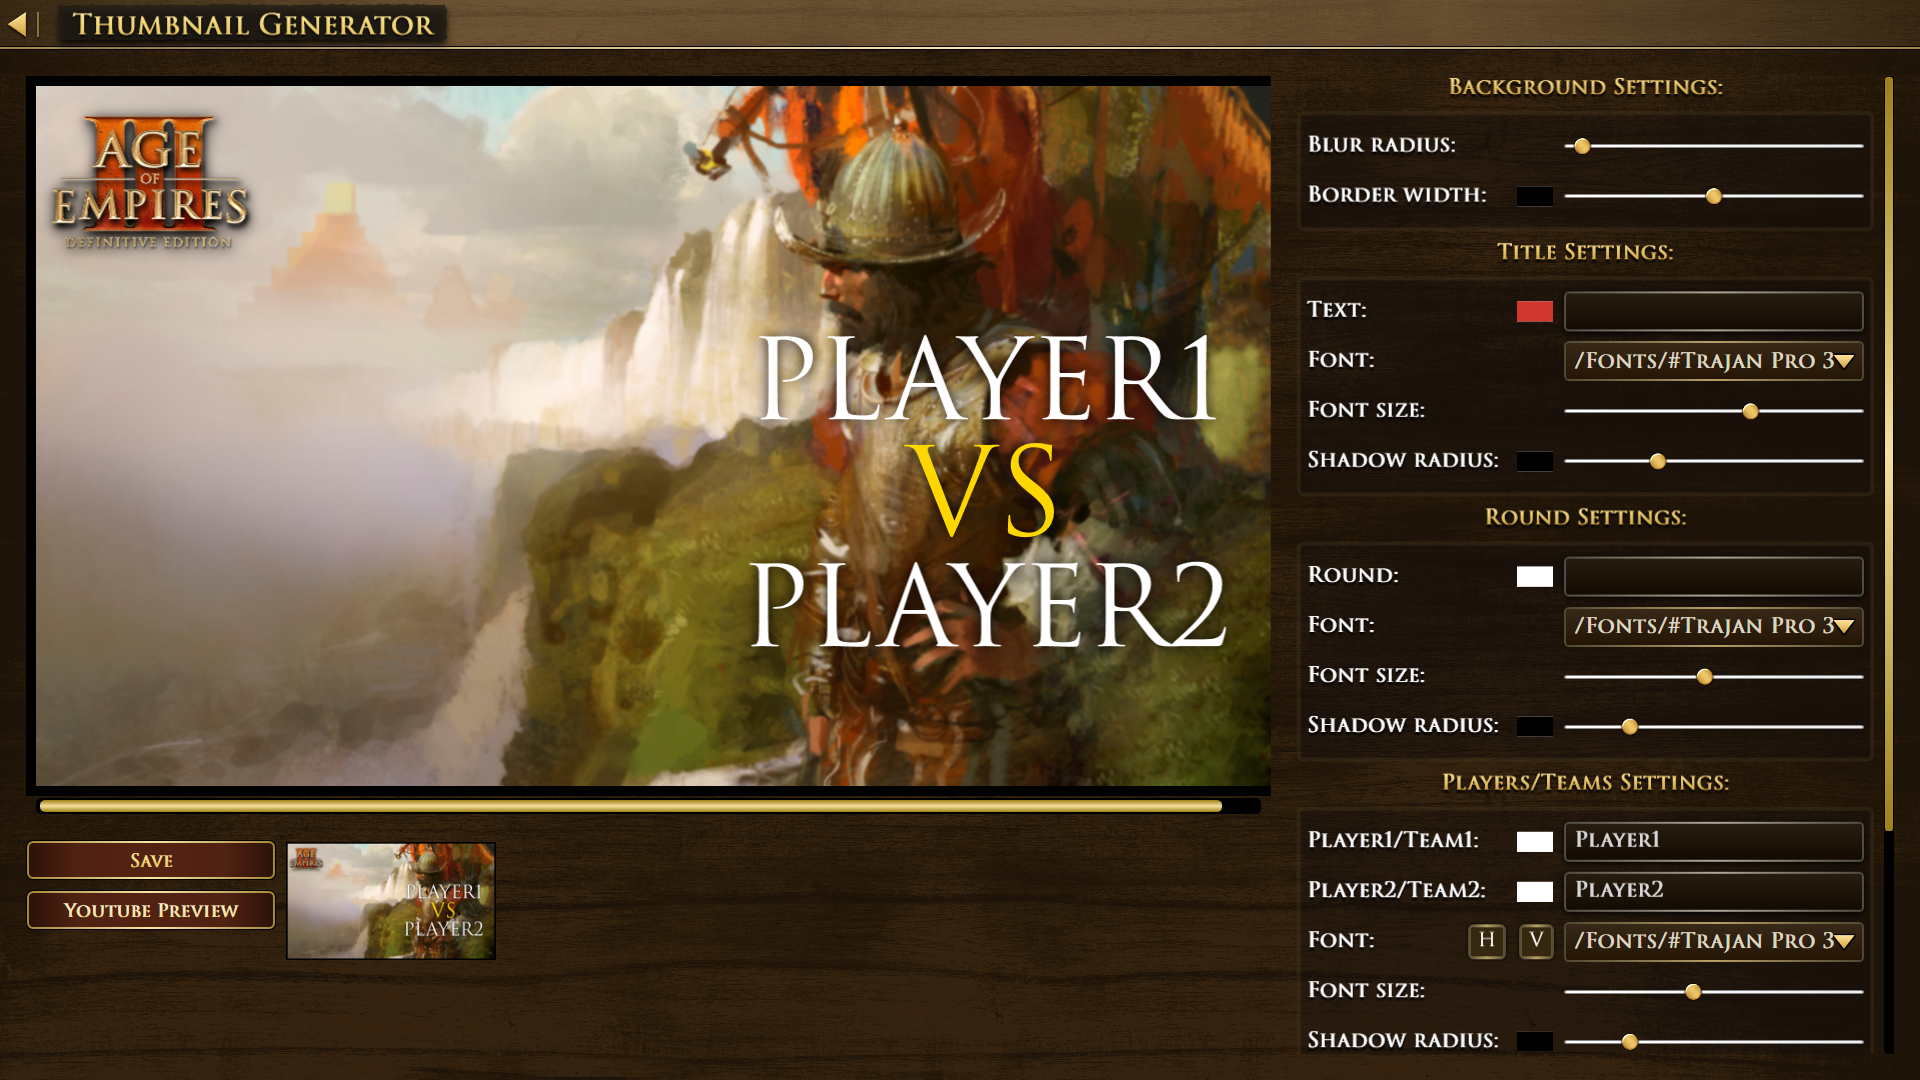 Thumbnail Generator
AGE
OF
EMPIRES
DEFINITIVE EDITION
PLAYER1
VS
PLAYER2
Save
Youtube Preview
AGE
EMPIRES
PLAYER1
VS
PLAYER2
Background Settings:
Blur radius:
Border width:
Title Settings:
Text:
Font: /Fonts/#Trajan Pro 3
Font size:
Shadow radius:
Round Settings:
Round:
Font: /Fonts/#Trajan Pro 3
Font size:
Shadow radius:
Players/Teams Settings:
Player1/Team1: Player1
Player2/Team2: Player2
Font: H V /Fonts/#Trajan Pro 3
Font size:
Shadow radius: